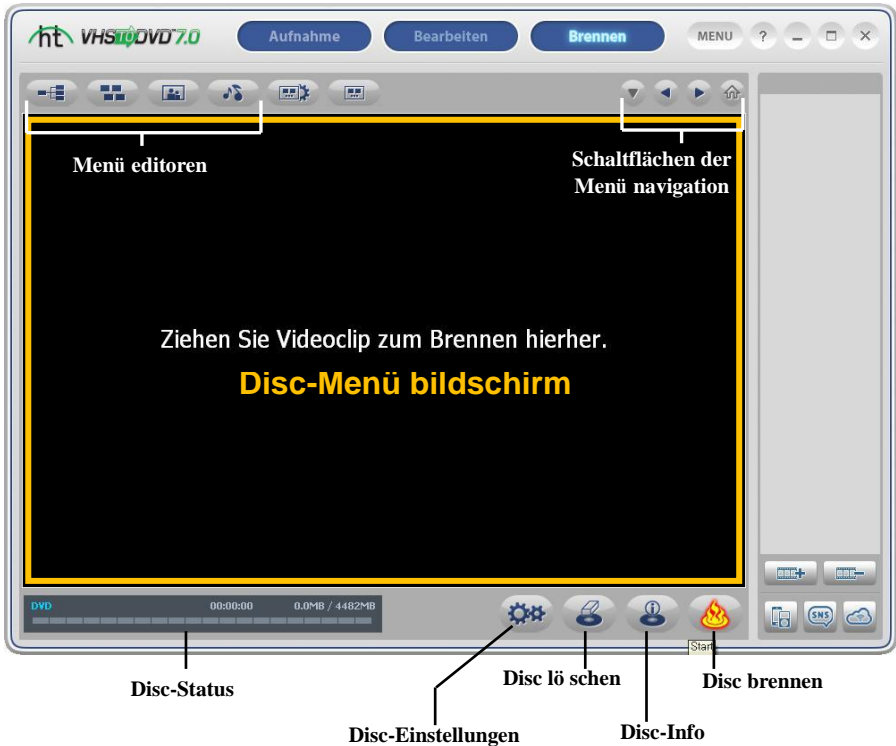 ht VHS TO DVD 7.0 Aufnahme Bearbeiten Brennen MENU ?
Menü editoren
Schaltflächen der
Menü navigation
Ziehen Sie Videoclip zum Brennen hierher.
Disc-Menü bildschirm
DVD 00:00:00 0.0MB / 4482MB
SNS
Start
Disc-Status
Disc lö schen
Disc brennen
Disc-Einstellungen
Disc-Info